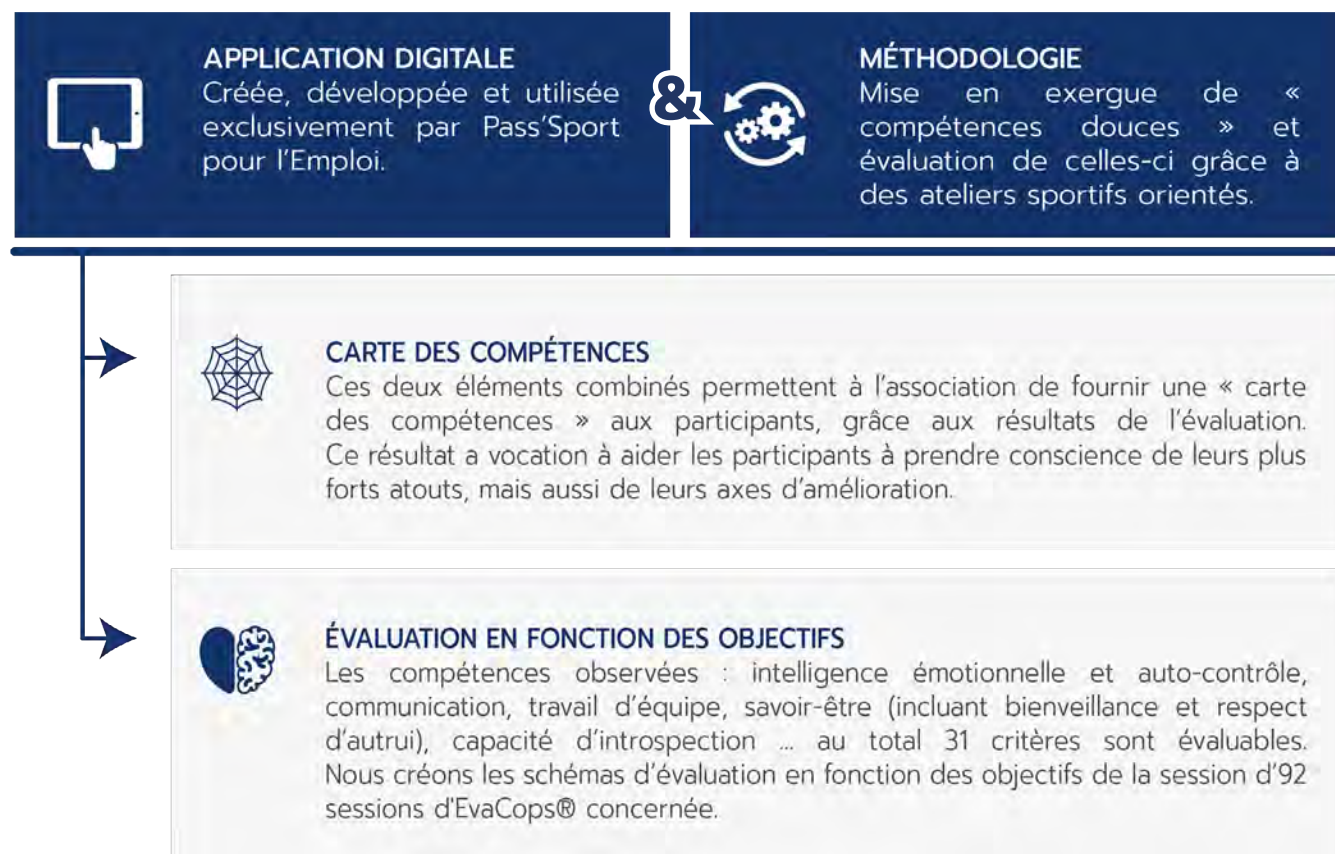 APPLICATION DIGITALE
Créée, développée et utilisée
exclusivement par Pass'Sport
pour l'Emploi.
&
MÉTHODOLOGIE
Mise en exergue de «
compétences douces » et
évaluation de celles-ci grâce à
des ateliers sportifs orientés.
CARTE DES COMPÉTENCES
Ces deux éléments combinés permettent à l'association de fournir une « carte
des compétences » aux participants, grâce aux résultats de l'évaluation.
Ce résultat a vocation à aider les participants à prendre conscience de leurs plus
forts atouts, mais aussi de leurs axes d'amélioration.
ÉVALUATION EN FONCTION DES OBJECTIFS
Les compétences observées : intelligence émotionnelle et auto-contrôle,
communication, travail d'équipe, savoir-être (incluant bienveillance et respect
d'autrui), capacité d'introspection ... au total 31 critères sont évaluables.
Nous créons les schémas d'évaluation en fonction des objectifs de la session d'92
sessions d'EvaCops® concernée.